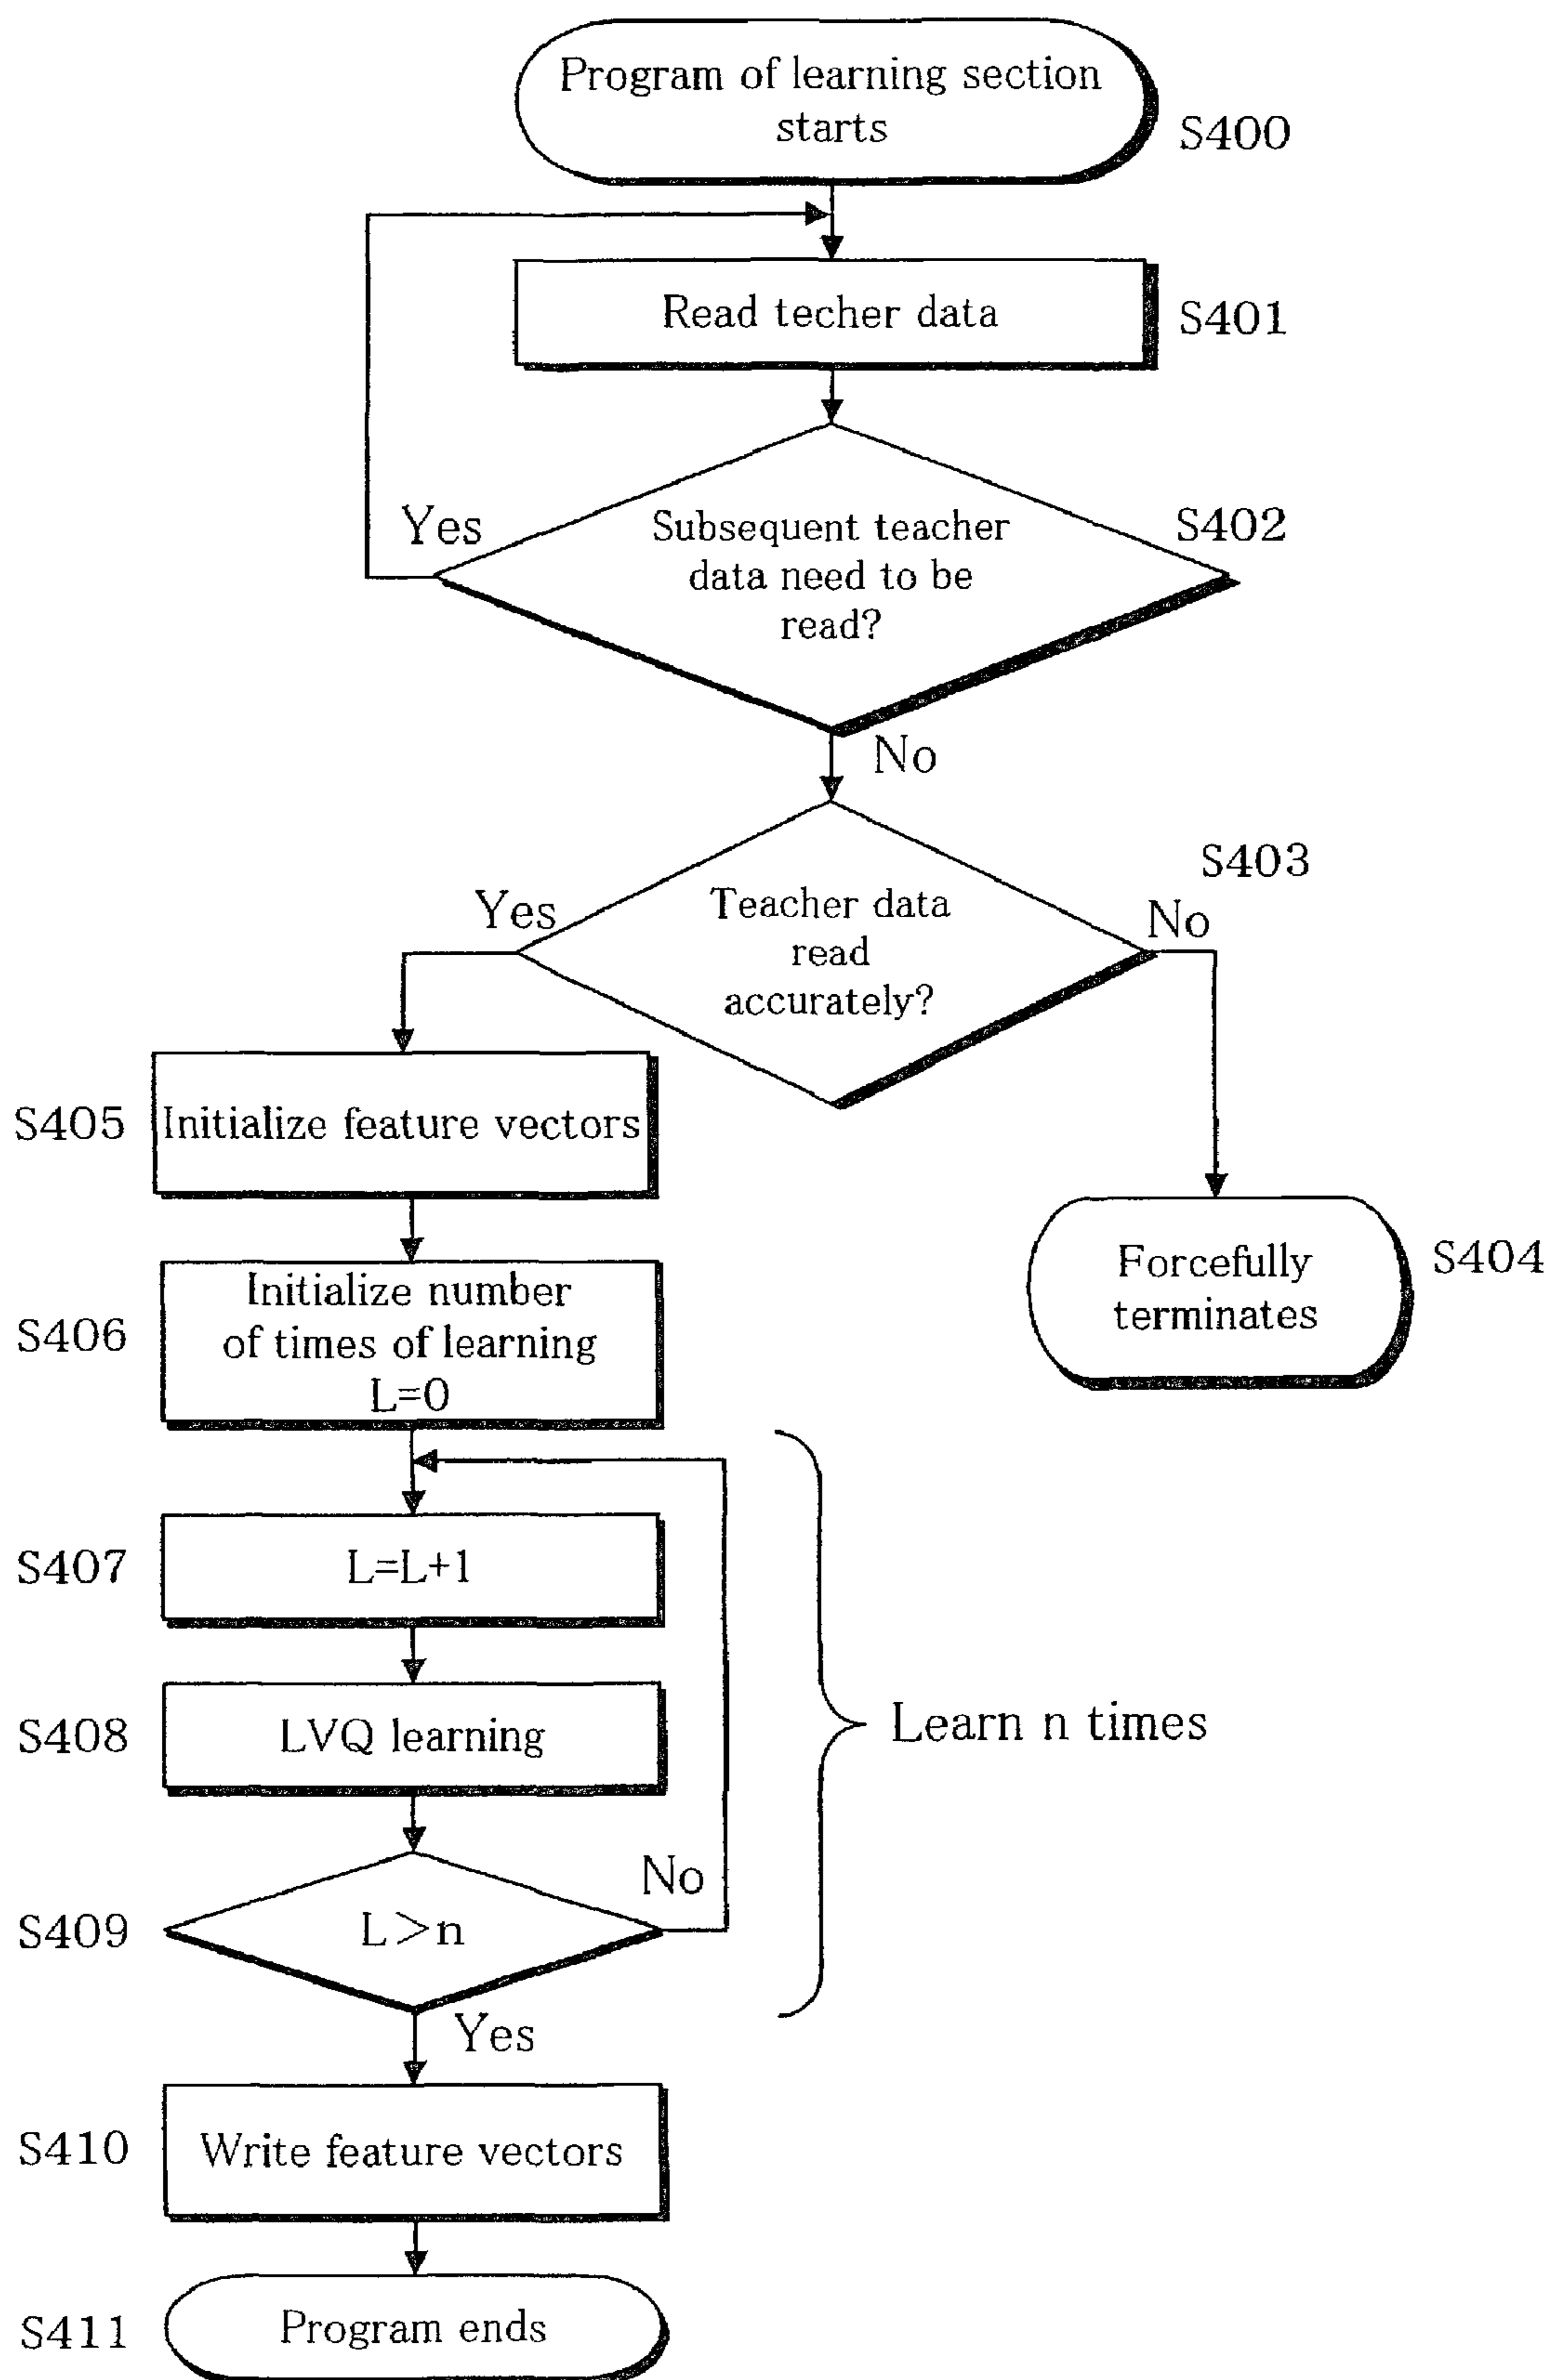 Program of learning section
starts
S400
Read techer data
S401
Yes
Subsequent teacher
data need to be
read?
S402
No
S403
Yes
Teacher data
read
accurately?
No
S405
Initialize feature vectors
Forcefully
terminates
S404
S406
Initialize number
of times of learning
L=0
S407
L=L+1
S408
LVQ learning
Learn n times
No
S409
L>n
Yes
S410
Write feature vectors
S411
Program ends